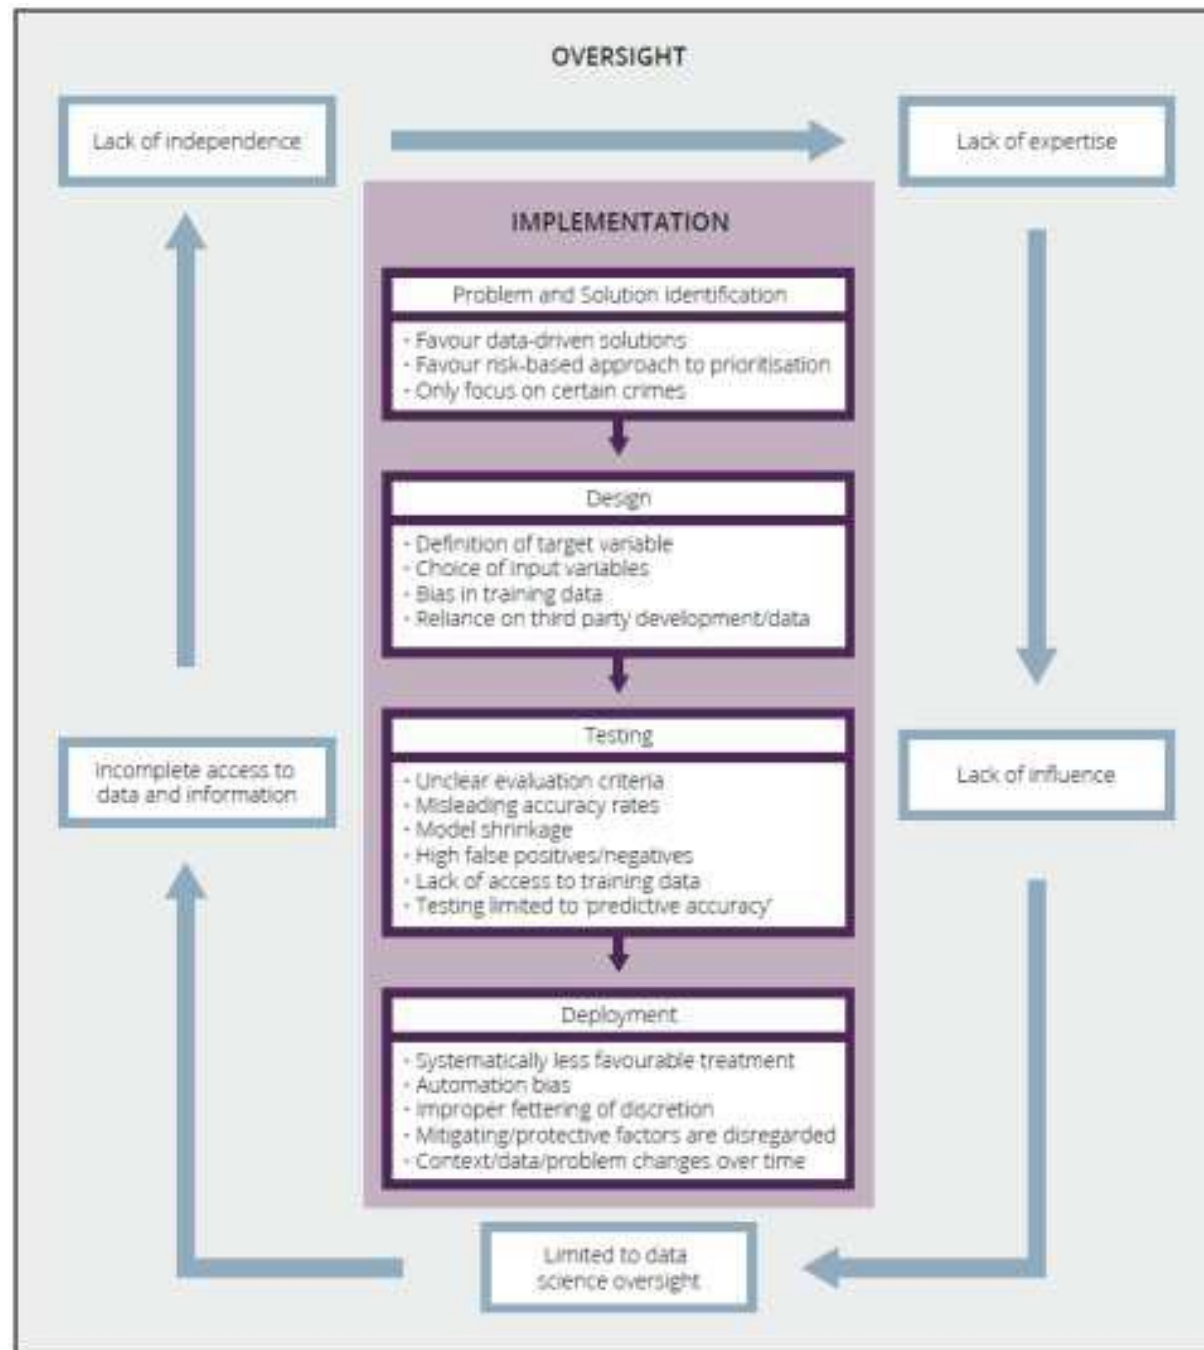 OVERSIGHT
Lack of independence
Lack of expertise
IMPLEMENTATION
Problem and Solution Identification
• Favour data-driven solutions
• Favour risk-based approach to prioritisation
• Only focus on certain crimes
Design
• Definition of target variable
• Choice of input variables
• Bias in training data
• Reliance on third party development/data
Testing
• Unclear evaluation criteria
• Misleading accuracy rates
• Model shrinkage
• High false positives/negatives
• Lack of access to training data
• Testing limited to 'predictive accuracy'
Incomplete access to
data and information
Lack of influence
Deployment
• Systematically less favourable treatment
• Automation bias
• Improper fettering of discretion
• Mitigating/protective factors are disregarded
• Context/data/problem changes over time
Limited to data
science oversight